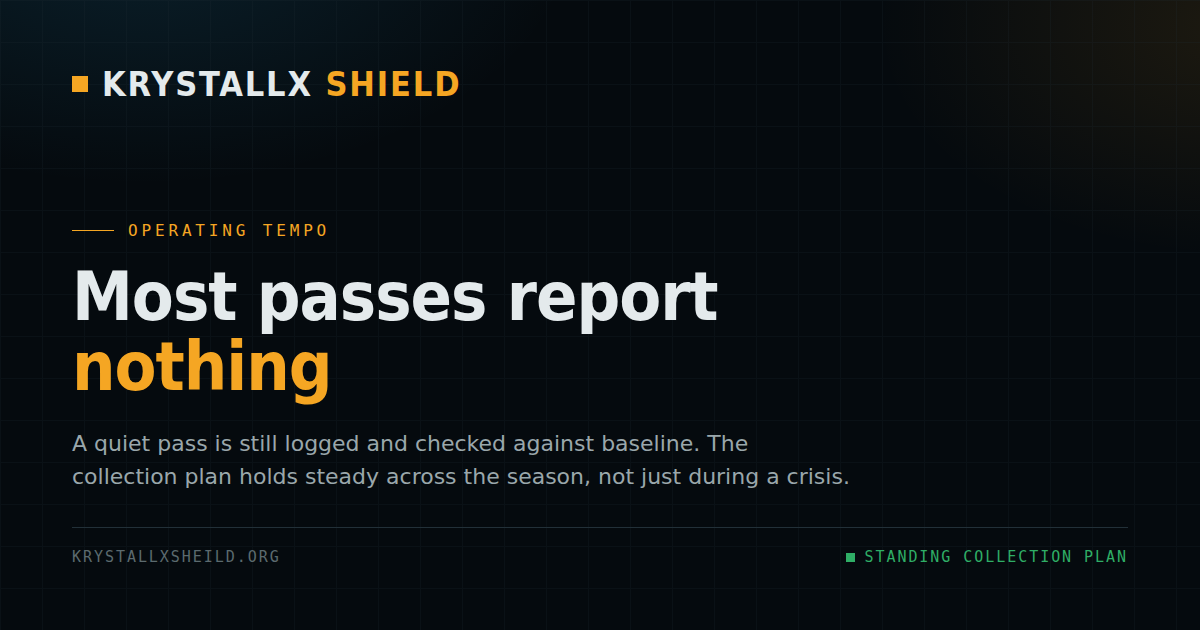 KRYSTALLX SHIELD
OPERATING TEMPO
Most passes report
nothing
A quiet pass is still logged and checked against baseline. The
collection plan holds steady across the season, not just during a crisis.
KRYSTALLXSHEILD.ORG
STANDING COLLECTION PLAN